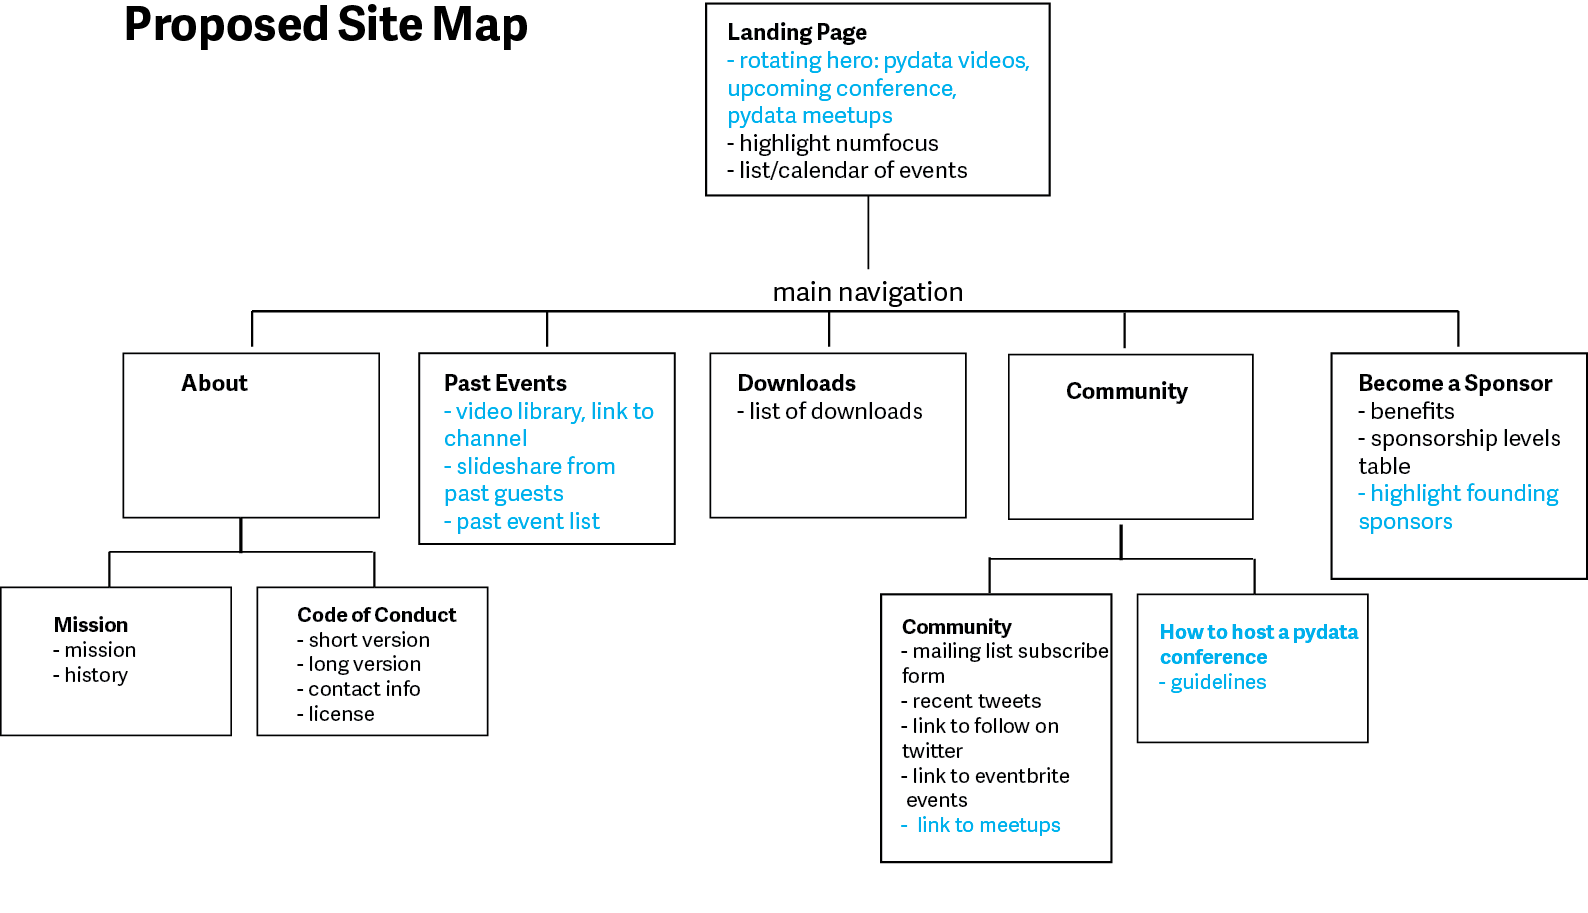 Proposed Site Map
Landing Page
- rotating hero: pydata videos,
upcoming conference,
pydata meetups
- highlight numfocus
- list/calendar of events
main navigation
About
Past Events
- video library, link to
channel
- slideshare from
past guests
- past event list
Downloads
- list of downloads
Community
Become a Sponsor
- benefits
- sponsorship levels
table
- highlight founding
sponsors
Mission
- mission
- history
Code of Conduct
- short version
- long version
- contact info
- license
Community
- mailing list subscribe
form
- recent tweets
- link to follow on
twitter
- link to eventbrite
events
- link to meetups
How to host a pydata
conference
- guidelines